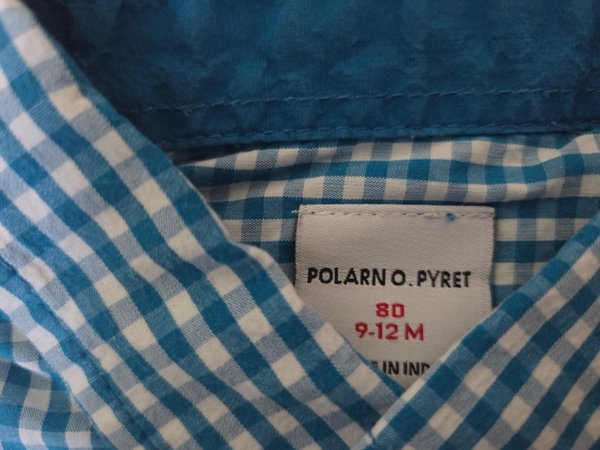 POLARN O. PYRET
80
9-12 M
IN